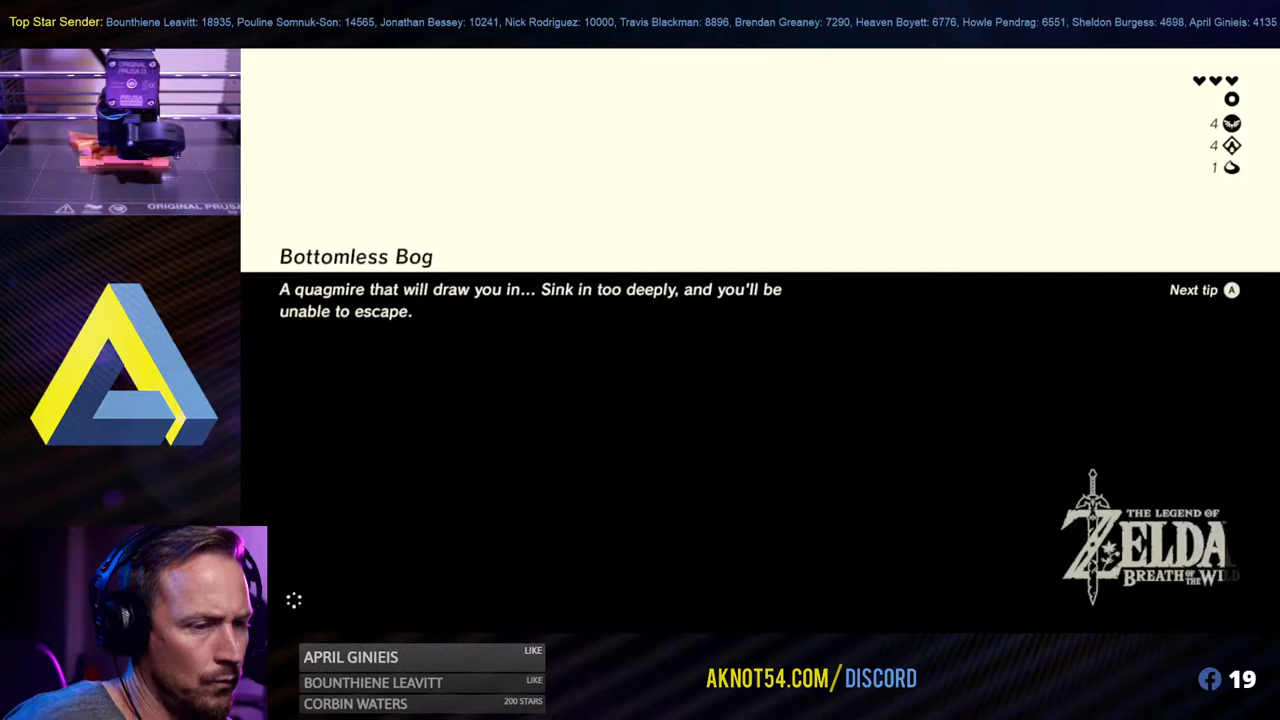 Top Star Sender: Bounthiene Leavitt: 18935, Pouline Somnuk-Son: 14565, Jonathan Bessey: 10241, Nick Rodriguez: 10000, Travis Blackman: 8896, Brendan Greaney: 7290, Heaven Boyett: 6776, Howle Pendrag: 6551, Sheldon Burgess: 4698, April Ginieis: 4135
ORIGINAL
PRUSA
ORIGINAL PRUSA
4
4
1
Bottomless Bog
A quagmire that will draw you in... Sink in too deeply, and you'll be
unable to escape.
Next tip A
THE LEGEND OF
ZELDA
BREATH OF THE WILD
APRIL GINIEIS LIKE
BOUNTHIENE LEAVITT LIKE
CORBIN WATERS 200 STARS
AKNOT54.COM/DISCORD
19